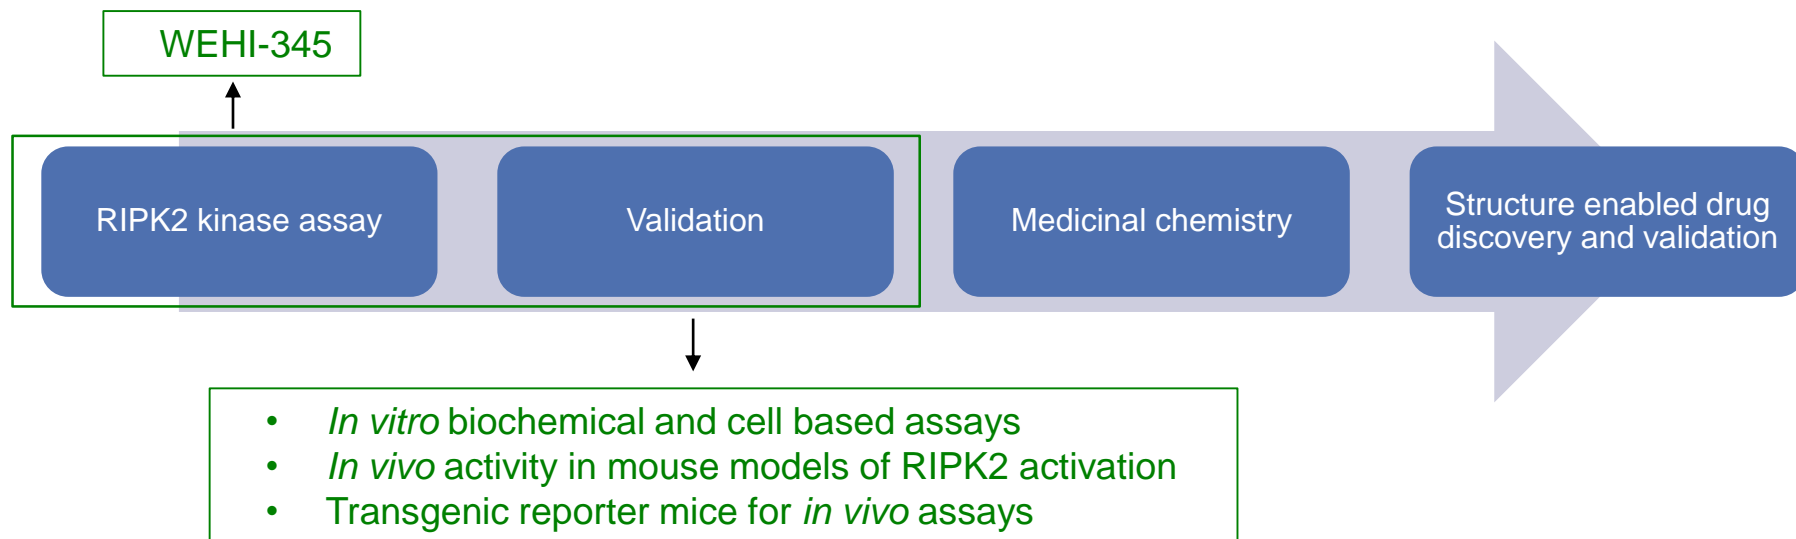 WEHI-345
RIPK2 kinase assay
Validation
Medicinal chemistry
Structure enabled drug
discovery and validation
• In vitro biochemical and cell based assays
• In vivo activity in mouse models of RIPK2 activation
• Transgenic reporter mice for in vivo assays